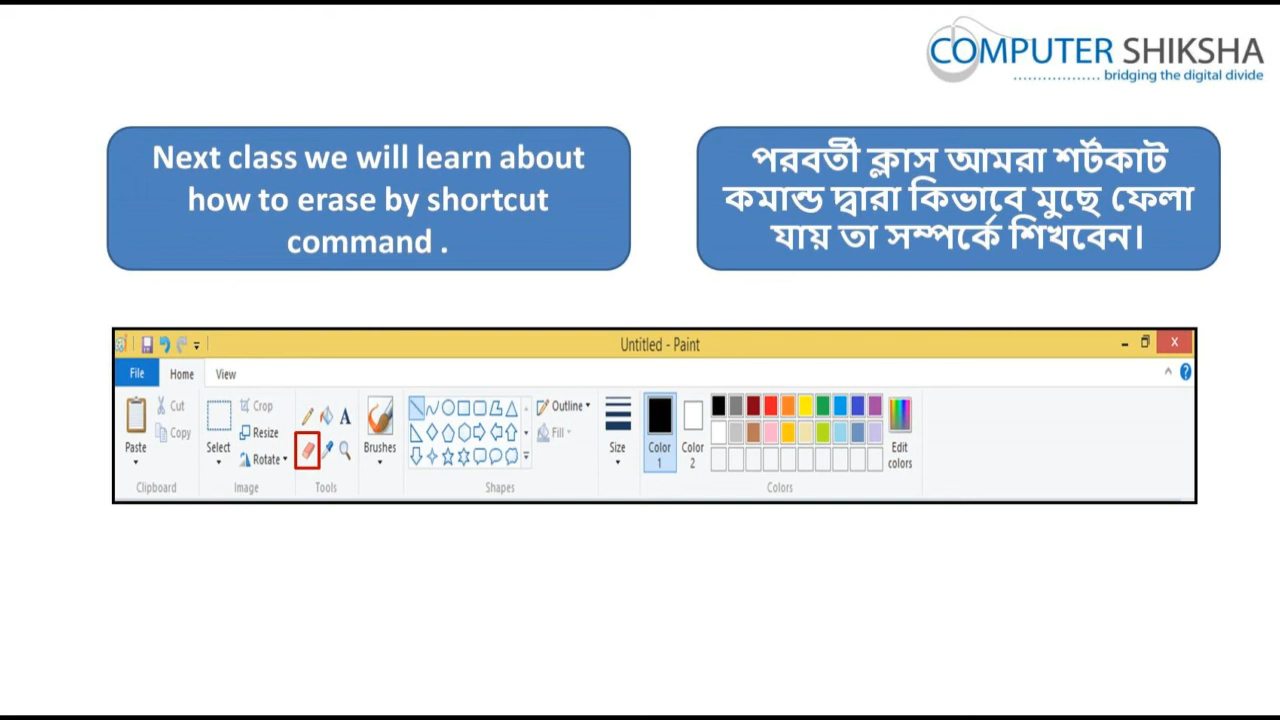 COMPUTER SHIKSHA
.................. bridging the digital divide
Next class we will learn about
how to erase by shortcut
command .
পরবর্তী ক্লাস আমরা শর্টকাট
কমান্ড দ্বারা কিভাবে মুছে ফেলা
যায় তা সম্পর্কে শিখবেন।
Untitled - Paint
File Home View
Paste Cut Copy
Clipboard
Select Crop Resize Rotate
Image
A
Tools
Brushes
Outline Fill
Shapes
Size
Color 1
Color 2
Edit colors
Colors
X
?